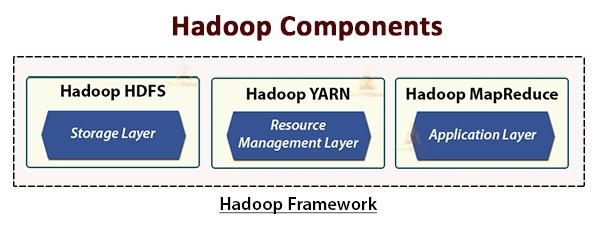 Hadoop Components
Hadoop HDFS
Storage Layer
Hadoop YARN
Resource
Management Layer
Hadoop MapReduce
Application Layer
Hadoop Framework